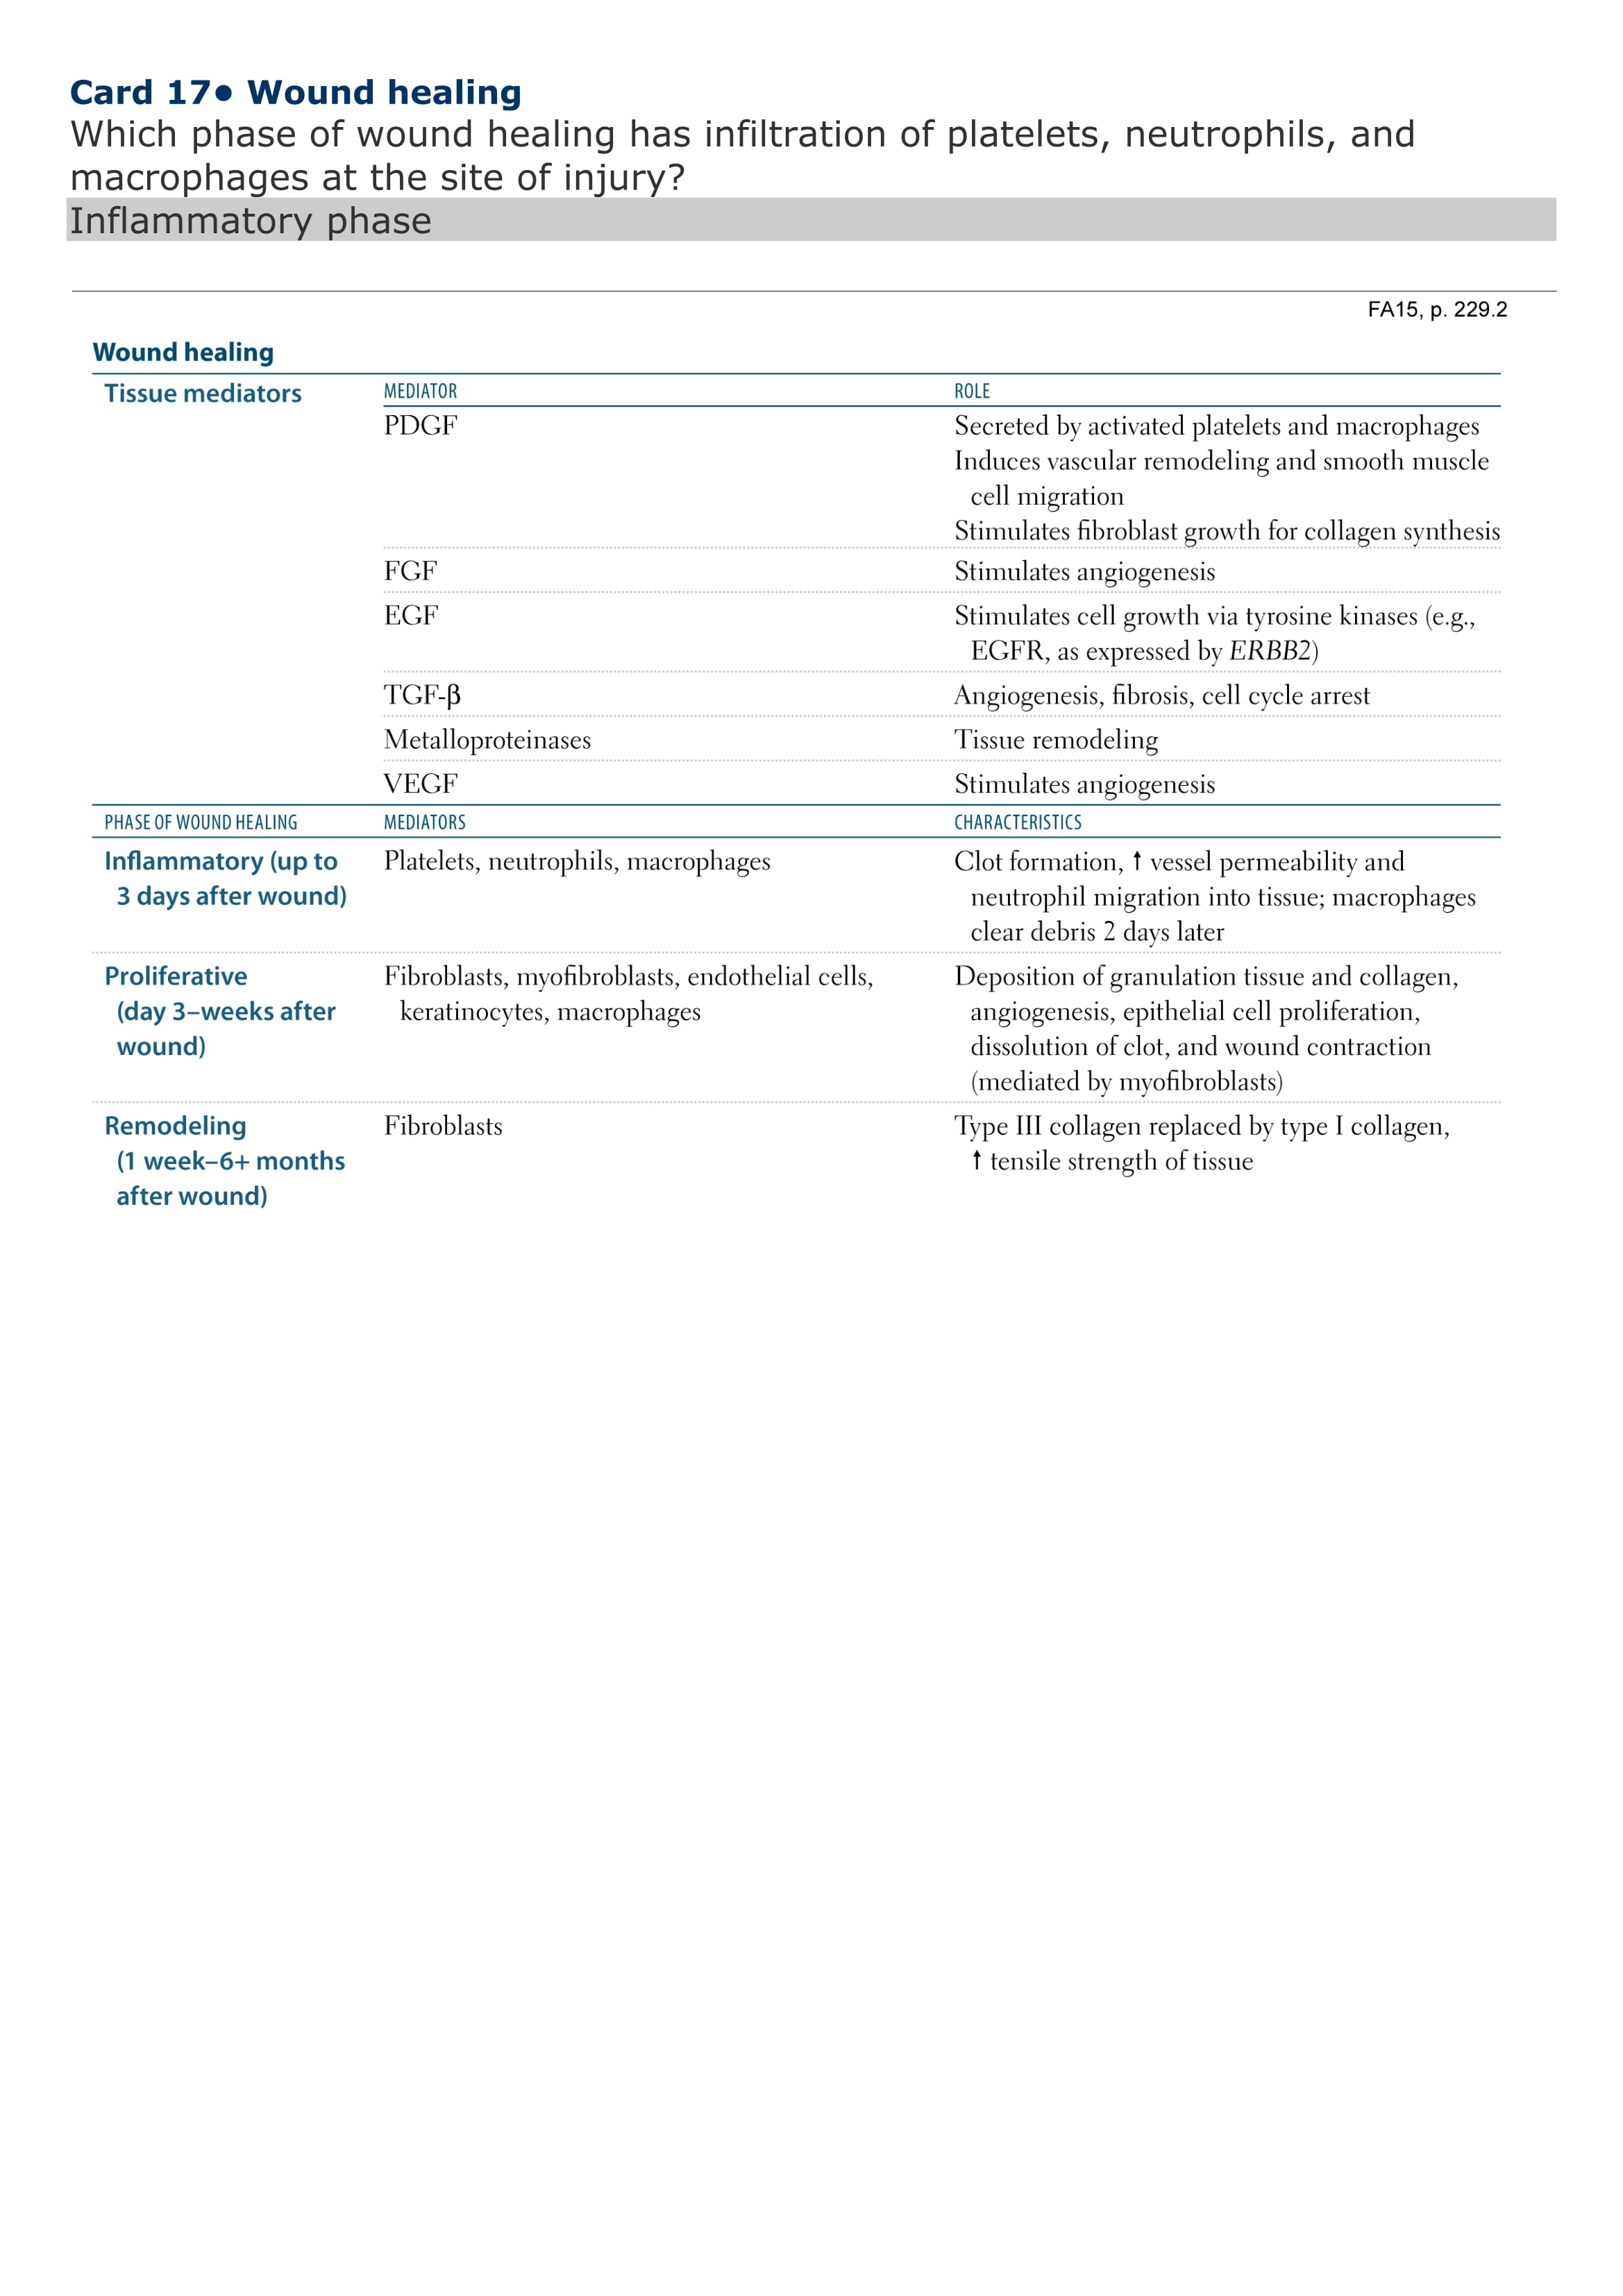 Card 17● Wound healing
Which phase of wound healing has infiltration of platelets, neutrophils, and
macrophages at the site of injury?
Inflammatory phase
FA15, p. 229.2
Wound healing
Tissue mediators MEDIATOR ROLE
PDGF Secreted by activated platelets and macrophages
Induces vascular remodeling and smooth muscle
cell migration
Stimulates fibroblast growth for collagen synthesis
FGF Stimulates angiogenesis
EGF Stimulates cell growth via tyrosine kinases (e.g.,
EGFR, as expressed by ERBB2)
TGF-β Angiogenesis, fibrosis, cell cycle arrest
Metalloproteinases Tissue remodeling
VEGF Stimulates angiogenesis
PHASE OF WOUND HEALING MEDIATORS CHARACTERISTICS
Inflammatory (up to Platelets, neutrophils, macrophages Clot formation, ↑ vessel permeability and
3 days after wound) neutrophil migration into tissue; macrophages
clear debris 2 days later
Proliferative Fibroblasts, myofibroblasts, endothelial cells, Deposition of granulation tissue and collagen,
(day 3–weeks after keratinocytes, macrophages angiogenesis, epithelial cell proliferation,
wound) dissolution of clot, and wound contraction
(mediated by myofibroblasts)
Remodeling Fibroblasts Type III collagen replaced by type I collagen,
(1 week–6+ months ↑ tensile strength of tissue
after wound)